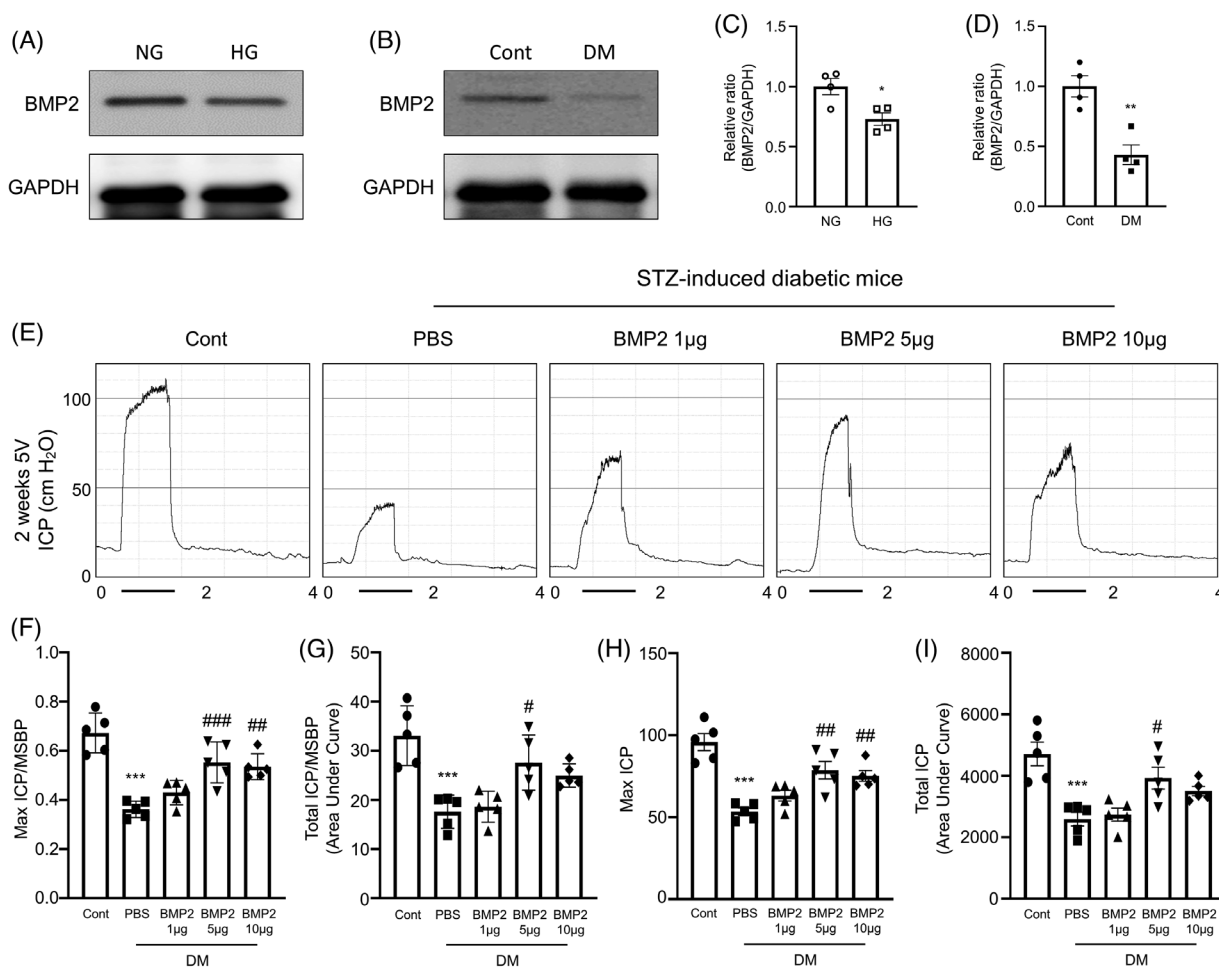 (A)
NG HG
BMP2
GAPDH
(B)
Cont DM
BMP2
GAPDH
(C)
Relative ratio
(BMP2/GAPDH)
1.5
1.0
0.5
0.0
*
NG HG
(D)
Relative ratio
(BMP2/GAPDH)
1.5
1.0
0.5
0.0
**
Cont DM
STZ-induced diabetic mice
(E)
Cont PBS BMP2 1µg BMP2 5µg BMP2 10µg
2 weeks 5V
ICP (cm H₂O)
100
50
0
0 2 4 0 2 4 0 2 4 0 2 4 0 2 4
(F)
Max ICP/MSBP
1.0
0.8
0.6
0.4
0.2
0.0
*** ### ##
Cont PBS BMP2 BMP2 BMP2
1µg 5µg 10µg
DM
(G)
Total ICP/MSBP
(Area Under Curve)
50
40
30
20
10
0
*** #
Cont PBS BMP2 BMP2 BMP2
1µg 5µg 10µg
DM
(H)
Max ICP
150
100
50
0
*** ## ##
Cont PBS BMP2 BMP2 BMP2
1µg 5µg 10µg
DM
(I)
Total ICP
(Area Under Curve)
8000
6000
4000
2000
0
*** #
Cont PBS BMP2 BMP2 BMP2
1µg 5µg 10µg
DM